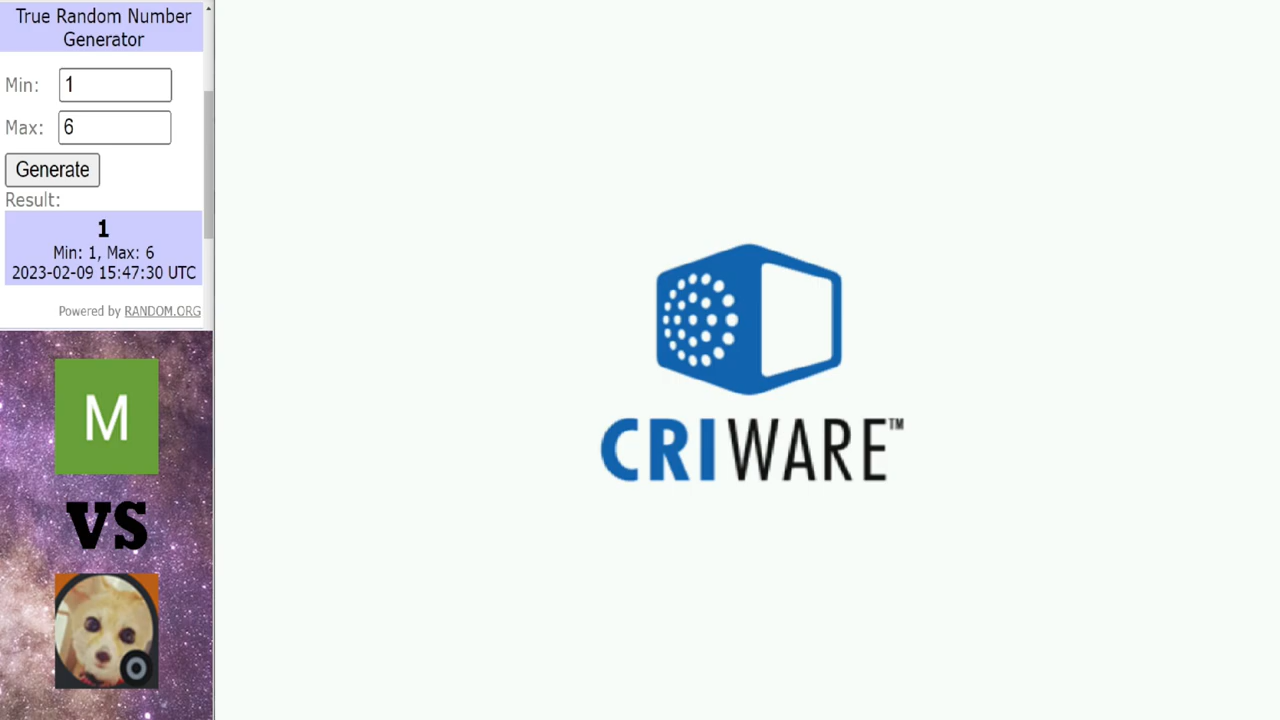 True Random Number
Generator
Min: 1
Max: 6
Generate
Result:
1
Min: 1, Max: 6
2023-02-09 15:47:30 UTC
Powered by RANDOM.ORG
M
VS
CRIWARE™